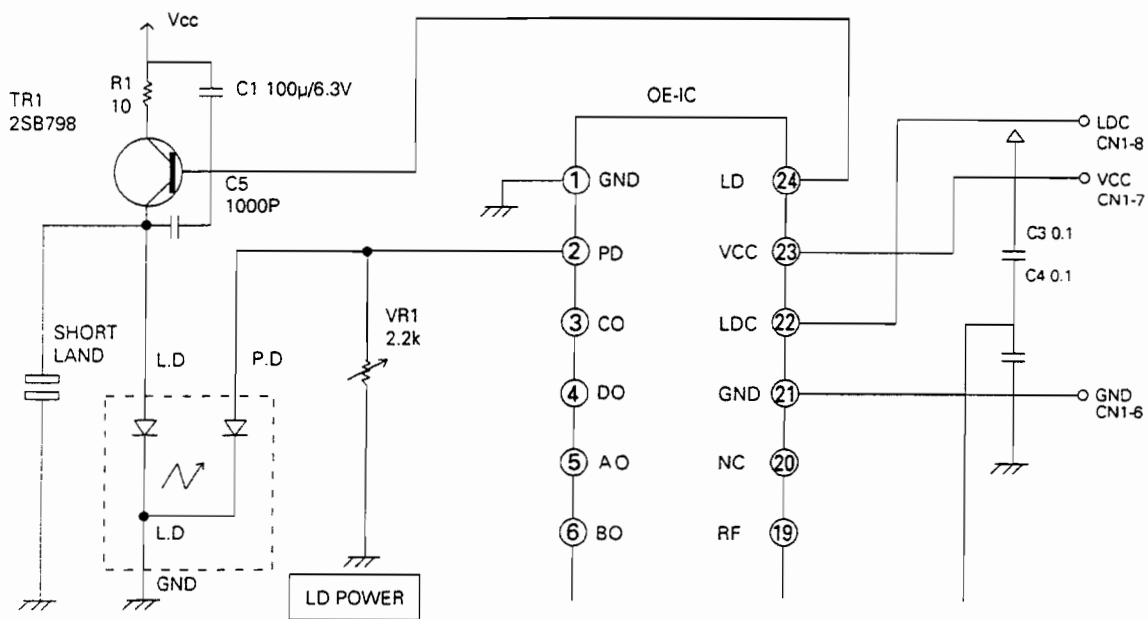 Vcc
R1
10
C1 100µ/6.3V
TR1
2SB798
C5
1000P
OE-IC
LDC
CN1-8
VCC
CN1-7
C3 0.1
C4 0.1
GND
CN1-6
1 GND
2 PD
3 CO
4 DO
5 AO
6 BO
LD 24
VCC 23
LDC 22
GND 21
NC 20
RF 19
VR1
2.2k
SHORT
LAND
L.D
P.D
L.D
GND
LD POWER